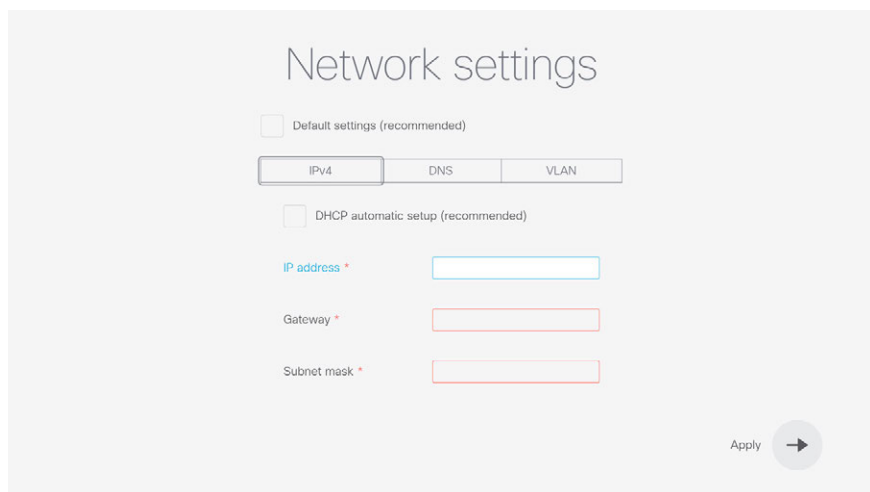 Network settings
Default settings (recommended)
IPv4 DNS VLAN
DHCP automatic setup (recommended)
IP address *
Gateway *
Subnet mask *
Apply